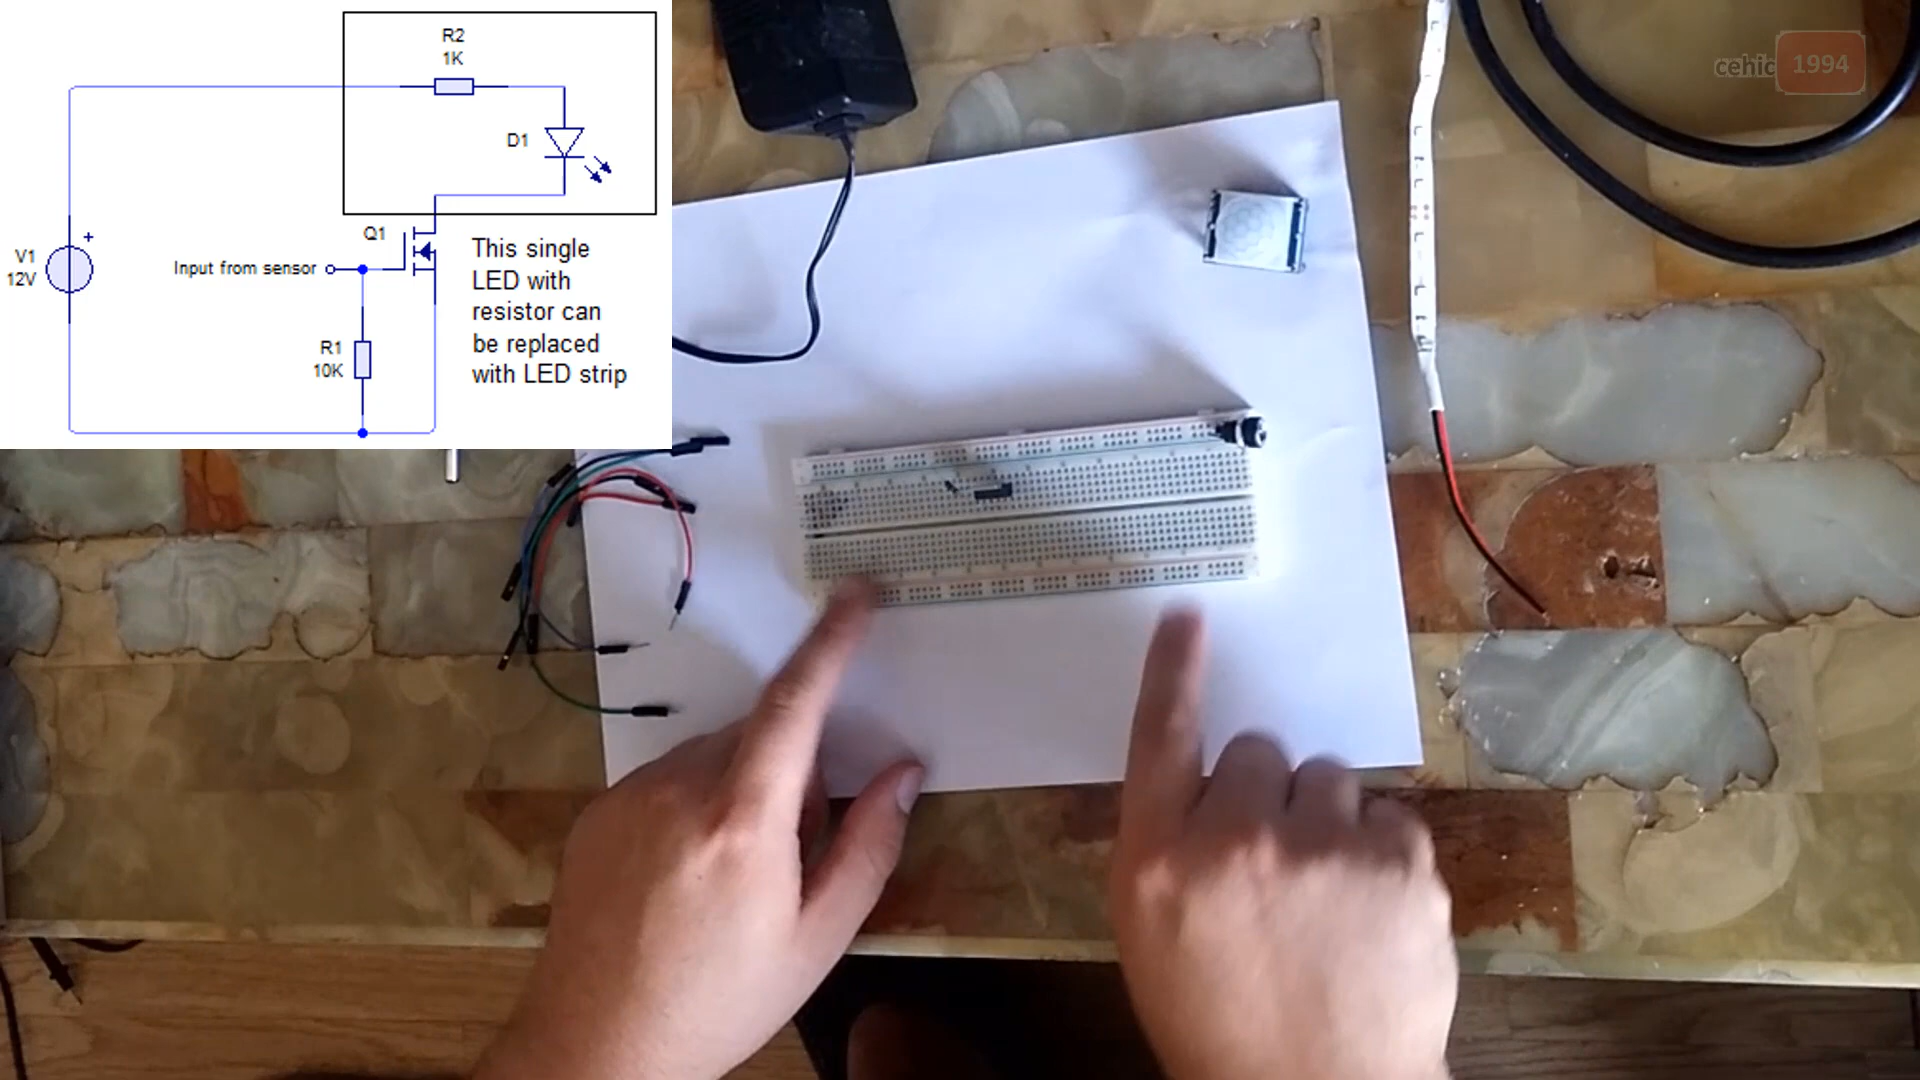 R2
1K
D1
Q1
V1
12V
+
Input from sensor
R1
10K
This single
LED with
resistor can
be replaced
with LED strip
cehic 1994